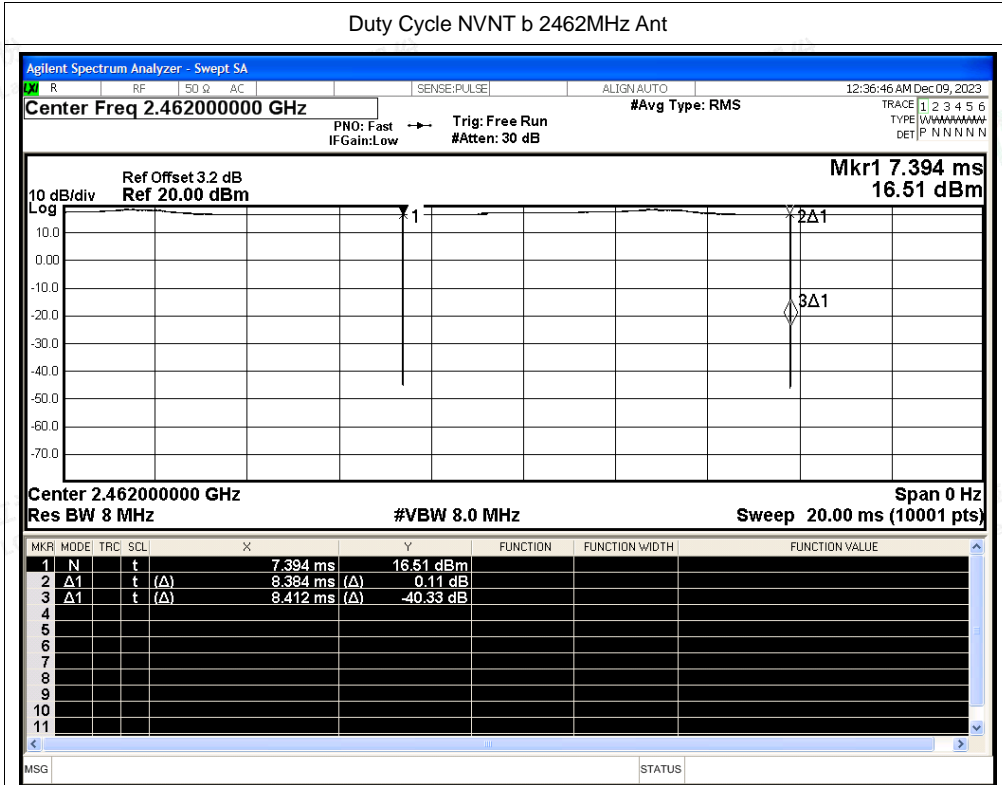 Duty Cycle NVNT b 2462MHz Ant
Agilent Spectrum Analyzer - Swept SA
LXI R RF 50 Ω AC SENSE:PULSE ALIGN AUTO 12:36:46 AM Dec 09, 2023
Center Freq 2.462000000 GHz #Avg Type: RMS TRACE 1 2 3 4 5 6
PNO: Fast Trig: Free Run TYPE WWWWWW
IFGain:Low #Atten: 30 dB DET P N N N N N
Mkr1 7.394 ms
Ref Offset 3.2 dB
10 dB/div Ref 20.00 dBm 16.51 dBm
Log
1 2Δ1
10.0
0.00
-10.0
3Δ1
-20.0
-30.0
-40.0
-50.0
-60.0
-70.0
Center 2.462000000 GHz Span 0 Hz
Res BW 8 MHz #VBW 8.0 MHz Sweep 20.00 ms (10001 pts)
MKR MODE TRC SCL X Y FUNCTION FUNCTION WIDTH FUNCTION VALUE
1 N t 7.394 ms 16.51 dBm
2 Δ1 t (Δ) 8.384 ms (Δ) 0.11 dB
3 Δ1 t (Δ) 8.412 ms (Δ) -40.33 dB
4
5
6
7
8
9
10
11
MSG STATUS